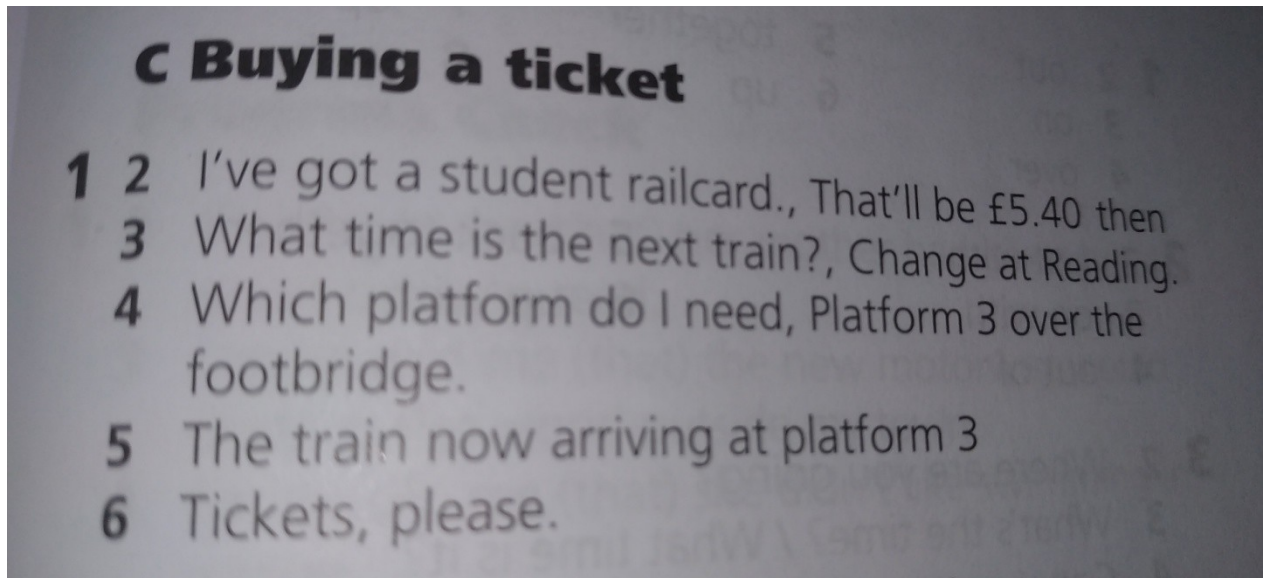 C Buying a ticket
1 2 I've got a student railcard., That'll be £5.40 then
3 What time is the next train?, Change at Reading.
4 Which platform do I need, Platform 3 over the
footbridge.
5 The train now arriving at platform 3
6 Tickets, please.